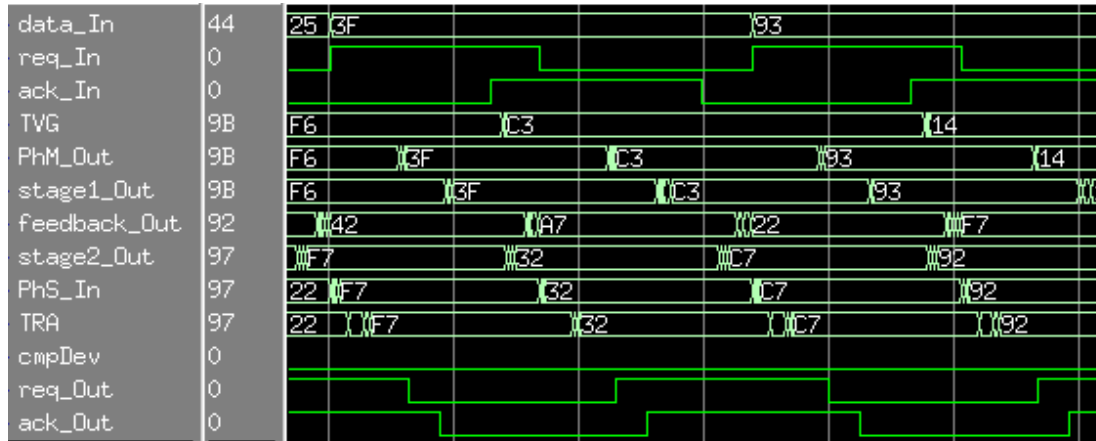 data_In 44 25 3F 93
req_In 0
ack_In 0
TVG 9B F6 C3 14
PhM_Out 9B F6 3F C3 93 14
stage1_Out 9B F6 3F C3 93
feedback_Out 92 42 A7 22 F7
stage2_Out 97 F7 32 C7 92
PhS_In 97 22 F7 32 C7 92
TRA 97 22 F7 32 C7 92
cmpDev 0
req_Out 0
ack_Out 0